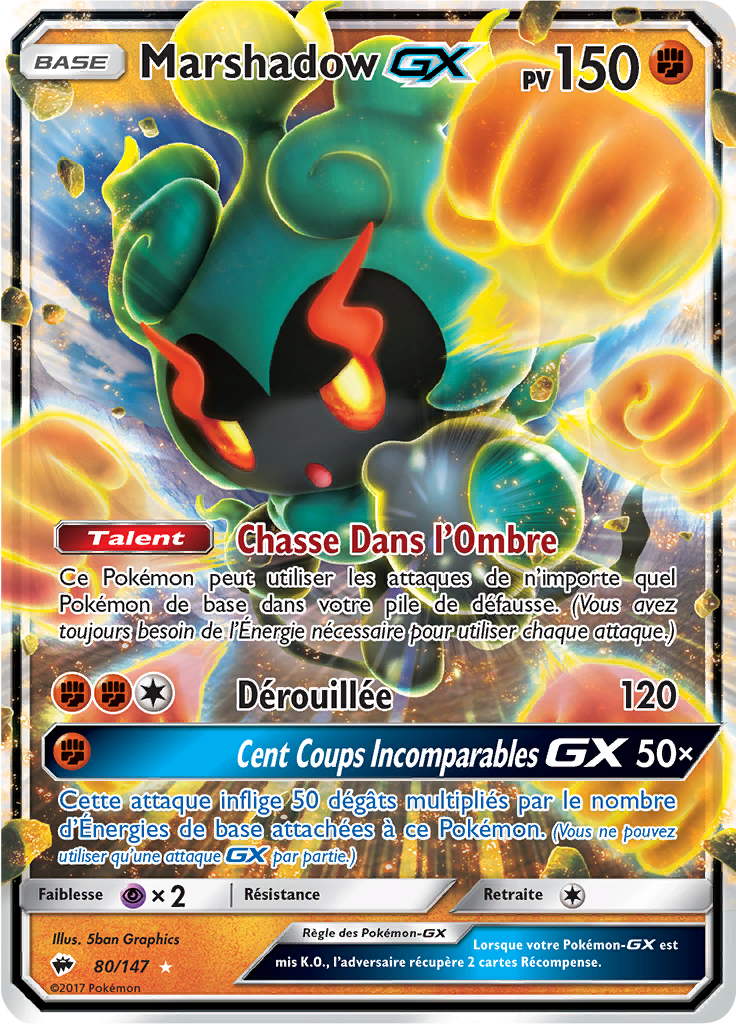 BASE Marshadow GX PV 150
Talent Chasse Dans l'Ombre
Ce Pokémon peut utiliser les attaques de n'importe quel
Pokémon de base dans votre pile de défausse. (Vous avez
toujours besoin de l'Énergie nécessaire pour utiliser chaque attaque.)
Dérouillée 120
Cent Coups Incomparables GX 50×
Cette attaque inflige 50 dégâts multipliés par le nombre
d'Énergies de base attachées à ce Pokémon. (Vous ne pouvez
utiliser qu'une attaque GX par partie.)
Faiblesse × 2 Résistance Retraite
Illus. 5ban Graphics
80/147 ★
©2017 Pokémon
Règle des Pokémon-GX
Lorsque votre Pokémon-GX est
mis K.O., l'adversaire récupère 2 cartes Récompense.